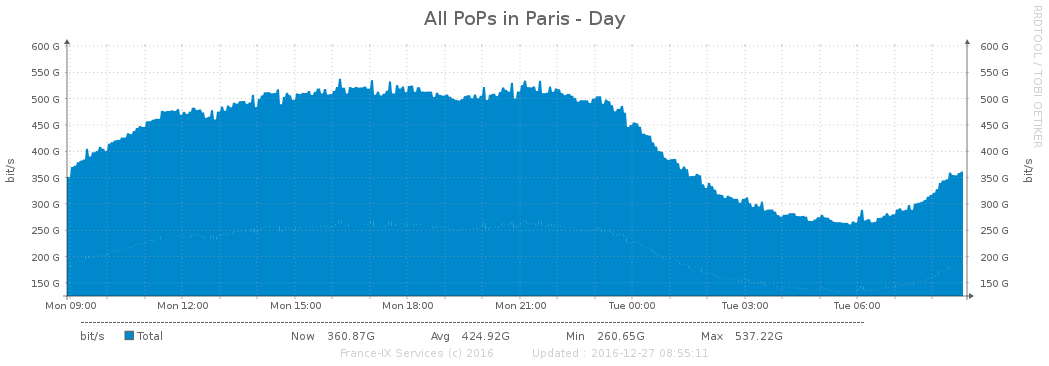 All PoPs in Paris - Day
RRDTOOL / TOBI OETIKER
600 G 600 G
550 G 550 G
500 G 500 G
450 G 450 G
400 G 400 G
350 G 350 G
300 G 300 G
250 G 250 G
200 G 200 G
150 G 150 G
bit/s bit/s
Mon 09:00 Mon 12:00 Mon 15:00 Mon 18:00 Mon 21:00 Tue 00:00 Tue 03:00 Tue 06:00
bit/s Total Now 360.87G Avg 424.92G Min 260.65G Max 537.22G
France-IX Services (c) 2016 Updated : 2016-12-27 08:55:11